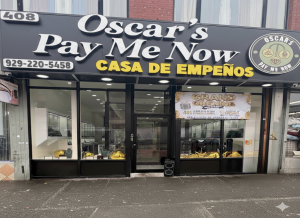 408
Oscar's
Pay Me Now
929-220-5458
CASA DE EMPEÑOS
OSCAR'S
PAY ME NOW